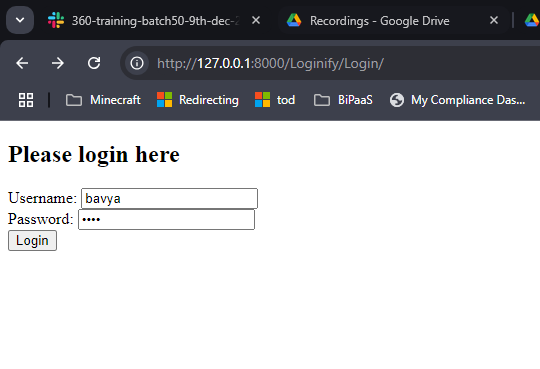 360-training-batch50-9th-dec-2
Recordings - Google Drive
http://127.0.0.1:8000/Loginify/Login/
Minecraft Redirecting tod BiPaaS My Compliance Das...
Please login here
Username: bavya
Password: ••••
Login